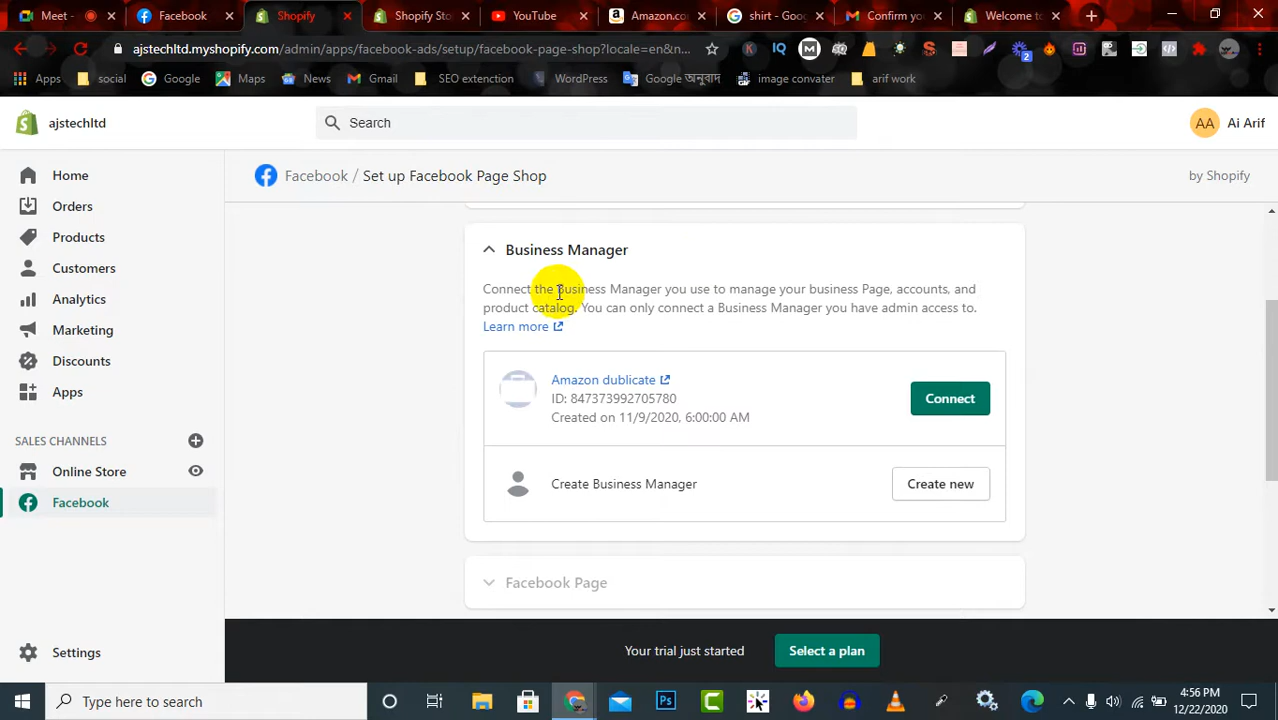 Meet -
Facebook
Shopify
Shopify Sto
YouTube
Amazon.co
shirt - Goo
Confirm yo
Welcome to
ajstechltd.myshopify.com/admin/apps/facebook-ads/setup/facebook-page-shop?locale=en&n...
Apps
social
Google
Maps
News
Gmail
SEO extenction
WordPress
Google অনুবাদ
image convater
arif work
ajstechltd
Search
AA
Ai Arif
Facebook / Set up Facebook Page Shop
by Shopify
Home
Orders
Products
Customers
Analytics
Marketing
Discounts
Apps
SALES CHANNELS
Online Store
Facebook
Settings
Business Manager
Connect the Business Manager you use to manage your business Page, accounts, and
product catalog. You can only connect a Business Manager you have admin access to.
Learn more
Amazon dublicate
ID: 847373992705780
Created on 11/9/2020, 6:00:00 AM
Connect
Create Business Manager
Create new
Facebook Page
Your trial just started
Select a plan
Type here to search
4:56 PM
12/22/2020